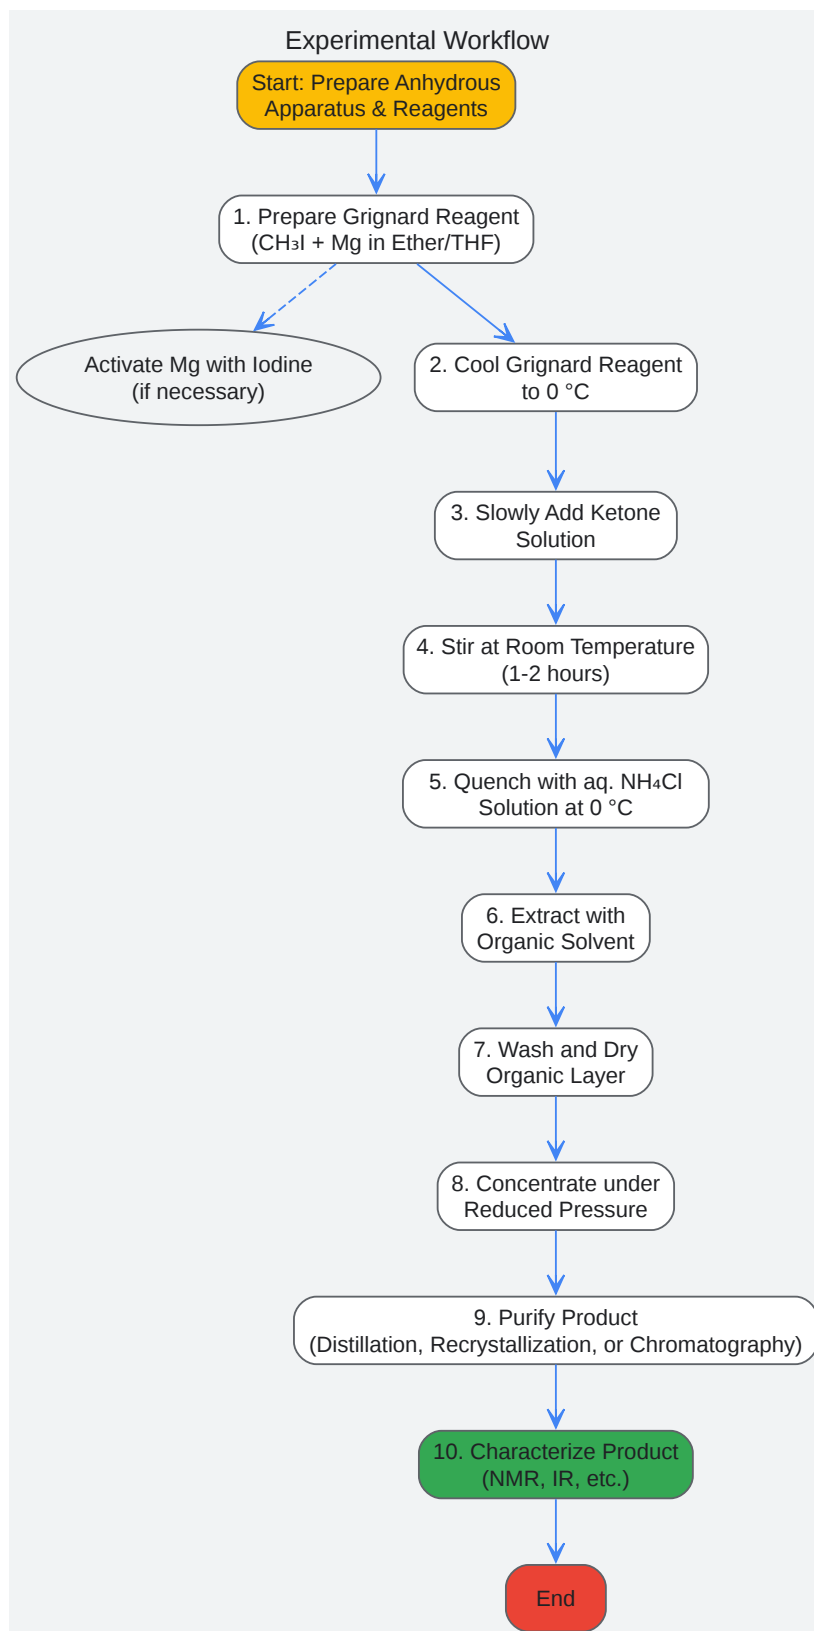 Experimental Workflow
Start: Prepare Anhydrous
Apparatus & Reagents
1. Prepare Grignard Reagent
(CH₃I + Mg in Ether/THF)
Activate Mg with Iodine
(if necessary)
2. Cool Grignard Reagent
to 0 °C
3. Slowly Add Ketone
Solution
4. Stir at Room Temperature
(1-2 hours)
5. Quench with aq. NH₄Cl
Solution at 0 °C
6. Extract with
Organic Solvent
7. Wash and Dry
Organic Layer
8. Concentrate under
Reduced Pressure
9. Purify Product
(Distillation, Recrystallization, or Chromatography)
10. Characterize Product
(NMR, IR, etc.)
End